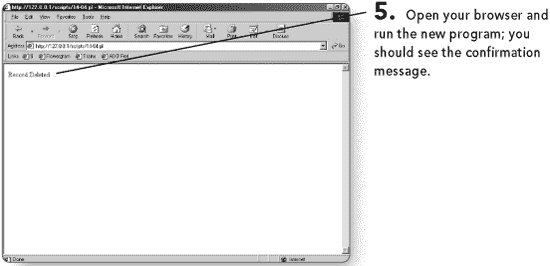 http://127.0.0.1/scripts/14-04.pl - Microsoft Internet Explorer
File Edit View Favorites Tools Help
Back Forward Stop Refresh Home Search Favorites History Mail Print Edit Discuss
Address http://127.0.0.1/scripts/14-04.pl Go
Links
Record Deleted...
Done Internet
5. Open your browser and
run the new program; you
should see the confirmation
message.